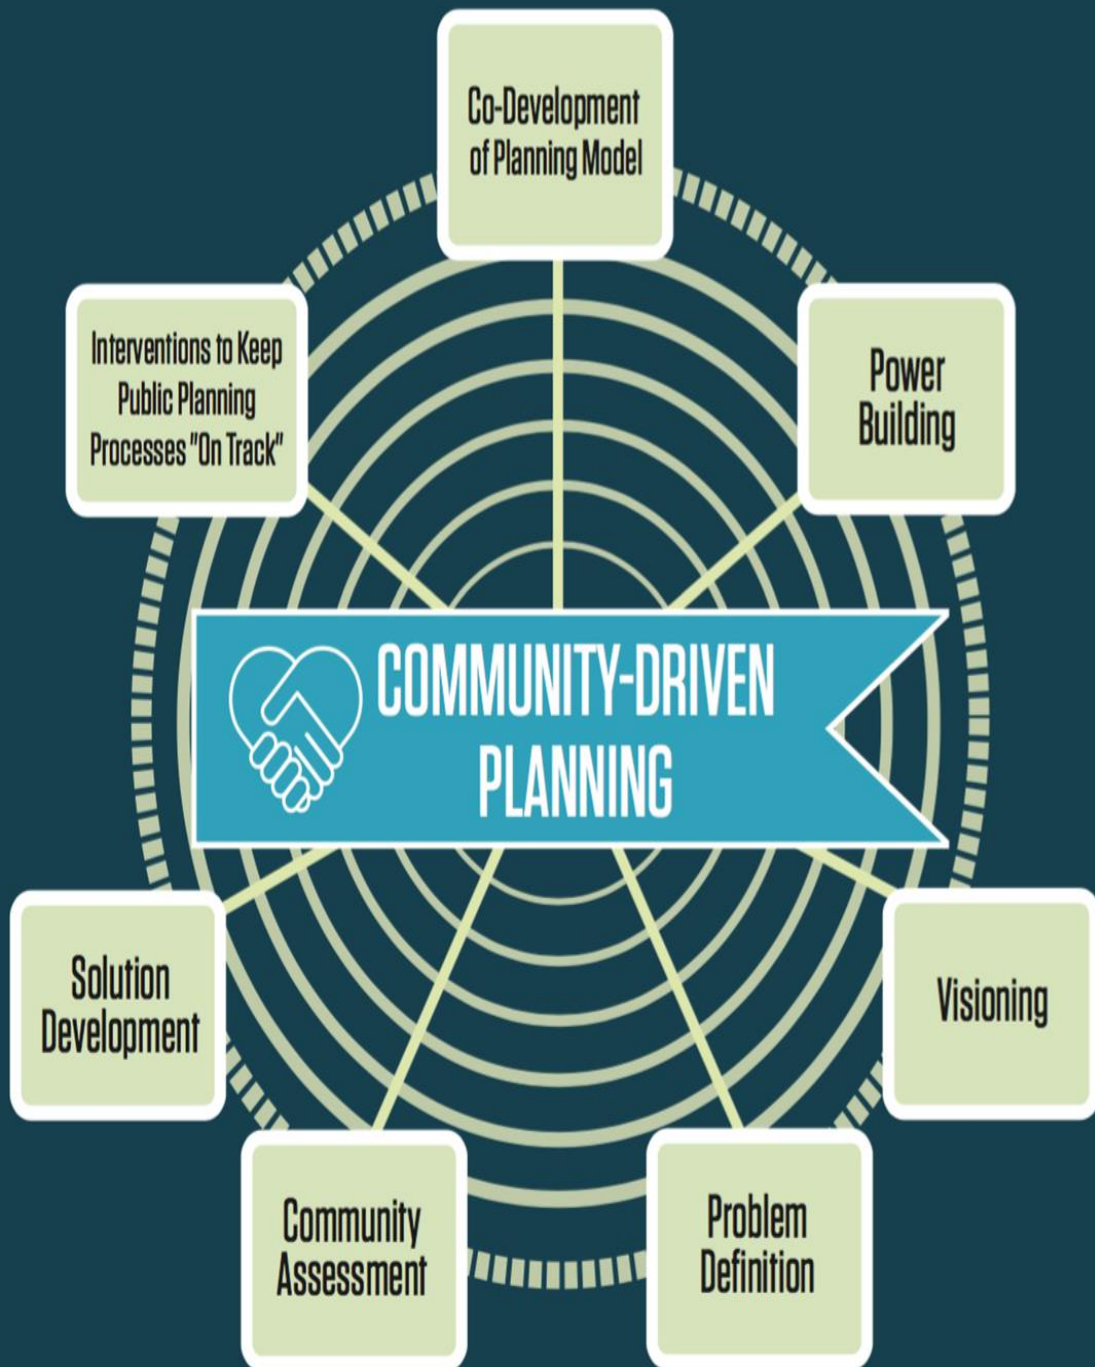 Co-Development
of Planning Model
Interventions to Keep
Public Planning
Processes "On Track"
Power
Building
COMMUNITY-DRIVEN
PLANNING
Solution
Development
Visioning
Community
Assessment
Problem
Definition